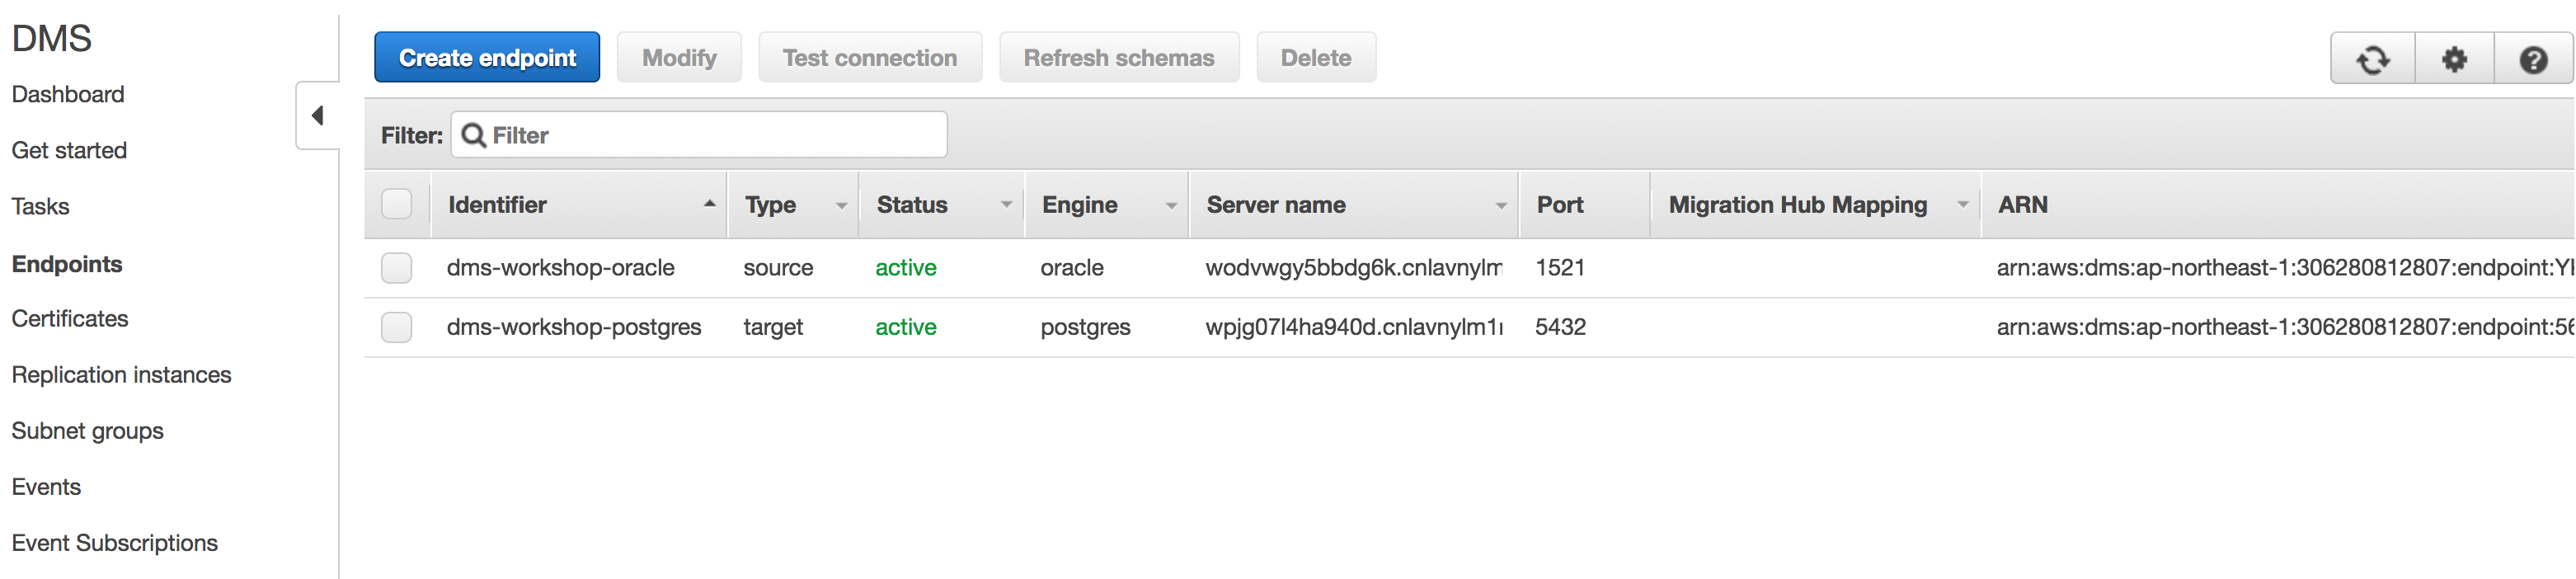 DMS
Dashboard
Get started
Tasks
Endpoints
Certificates
Replication instances
Subnet groups
Events
Event Subscriptions
Create endpoint Modify Test connection Refresh schemas Delete
Filter: Filter
Identifier Type Status Engine Server name Port Migration Hub Mapping ARN
dms-workshop-oracle source active oracle wodvwgy5bbdg6k.cnlavnylm 1521 arn:aws:dms:ap-northeast-1:306280812807:endpoint:Y
dms-workshop-postgres target active postgres wpjg07l4ha940d.cnlavnylm1 5432 arn:aws:dms:ap-northeast-1:306280812807:endpoint:56